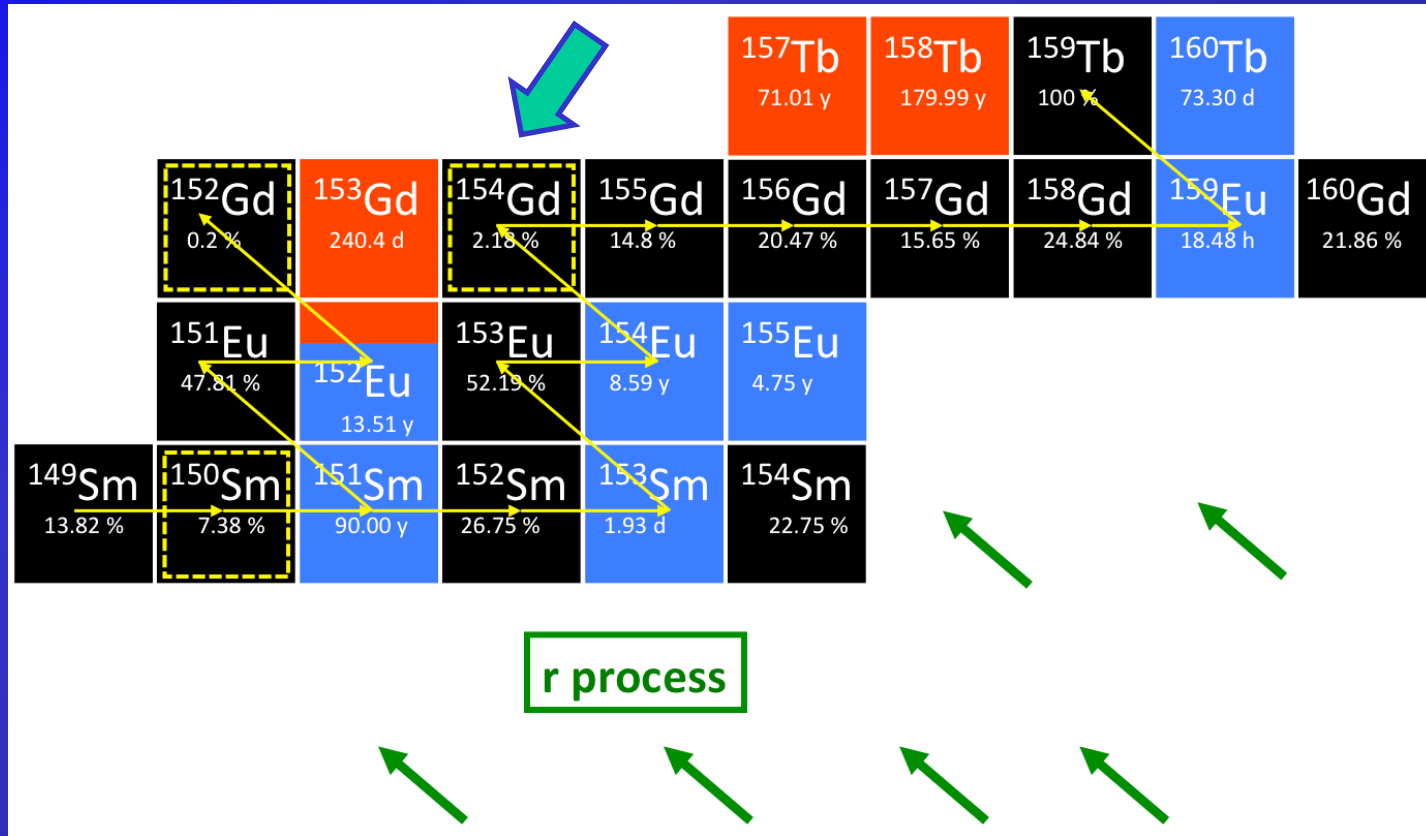 157Tb 158Tb 159Tb 160Tb
71.01 y 179.99 y 100 % 73.30 d
152Gd 153Gd 154Gd 155Gd 156Gd 157Gd 158Gd 159Eu 160Gd
0.2 % 240.4 d 2.18 % 14.8 % 20.47 % 15.65 % 24.84 % 18.48 h 21.86 %
151Eu 152Eu 153Eu 154Eu 155Eu
47.81 % 13.51 y 52.19 % 8.59 y 4.75 y
149Sm 150Sm 151Sm 152Sm 153Sm 154Sm
13.82 % 7.38 % 90.00 y 26.75 % 1.93 d 22.75 %
r process